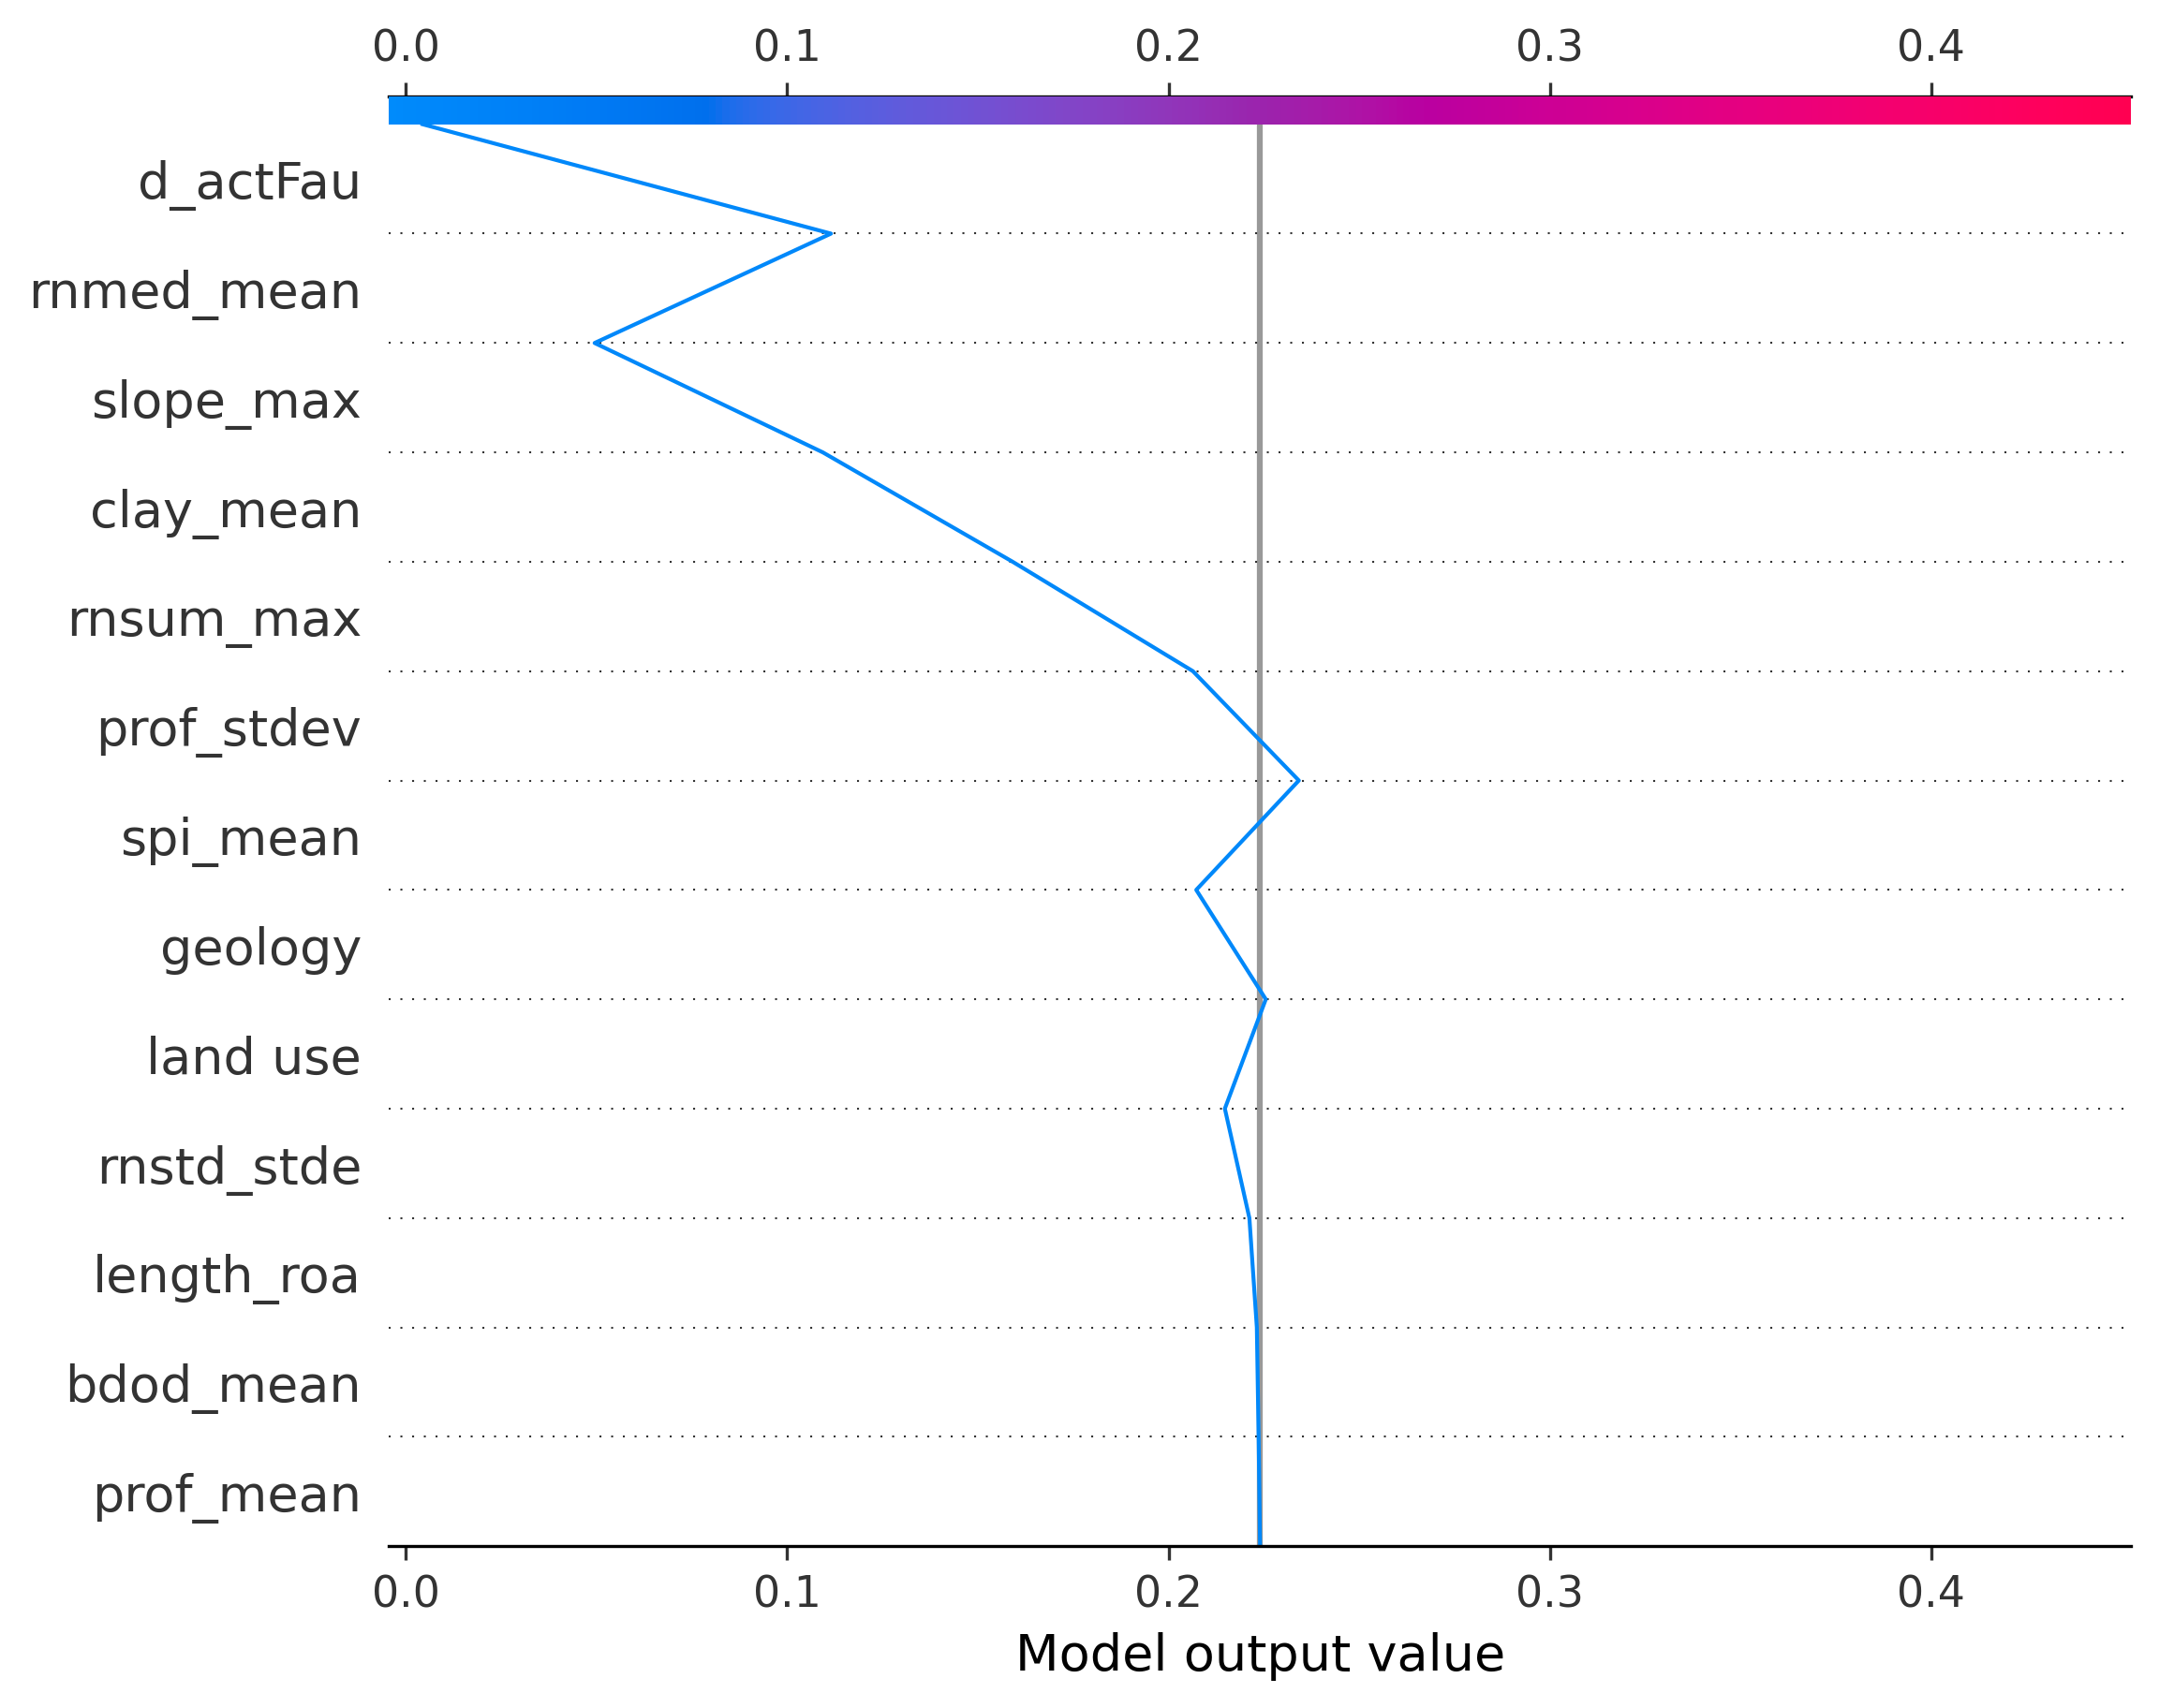 0.0 0.1 0.2 0.3 0.4
d_actFau
rnmed_mean
slope_max
clay_mean
rnsum_max
prof_stdev
spi_mean
geology
land use
rnstd_stde
length_roa
bdod_mean
prof_mean
0.0 0.1 0.2 0.3 0.4
Model output value